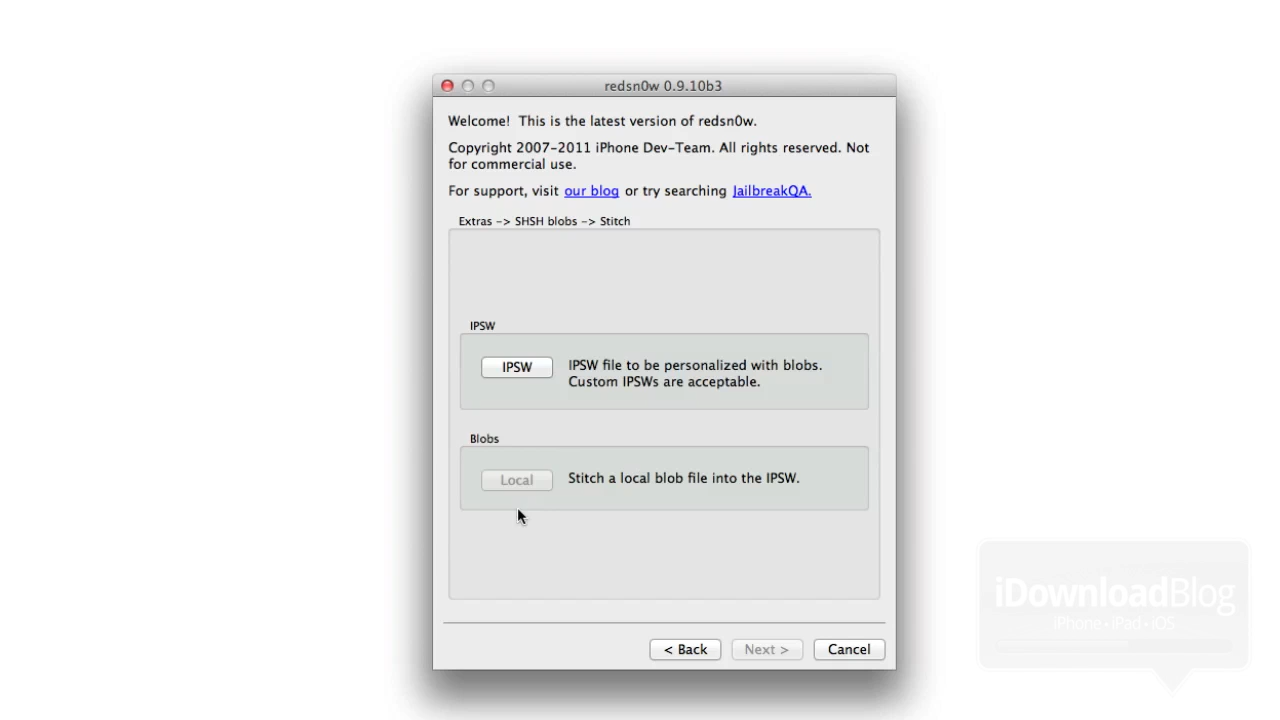 redsn0w 0.9.10b3
Welcome! This is the latest version of redsn0w.
Copyright 2007-2011 iPhone Dev-Team. All rights reserved. Not
for commercial use.
For support, visit our blog or try searching JailbreakQA.
Extras -> SHSH blobs -> Stitch
IPSW
IPSW IPSW file to be personalized with blobs.
Custom IPSWs are acceptable.
Blobs
Local Stitch a local blob file into the IPSW.
iDownloadBlog
iPhone • iPad • iOS
< Back Next > Cancel